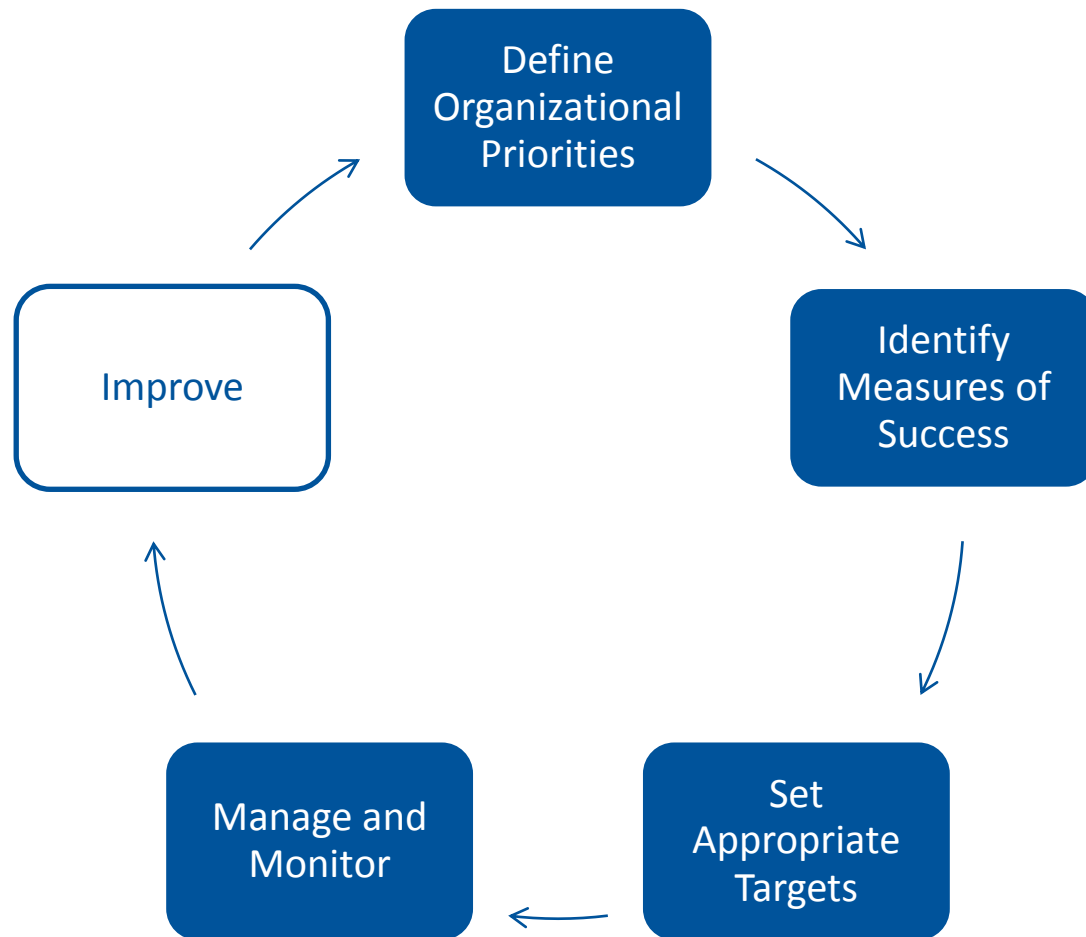 Define
Organizational
Priorities
Identify
Measures of
Success
Set
Appropriate
Targets
Manage and
Monitor
Improve